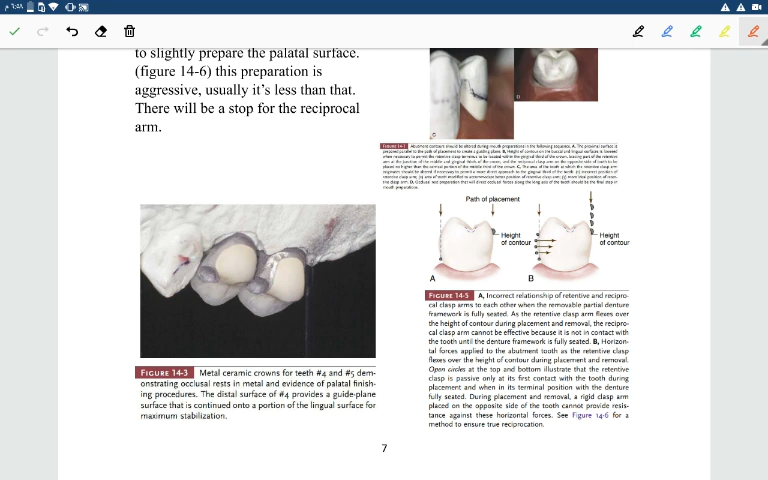 ٦:٤٨ م
to slightly prepare the palatal surface.
(figure 14-6) this preparation is
aggressive, usually it's less than that.
There will be a stop for the reciprocal
arm.
C
D
FIGURE 14-3 Metal ceramic crowns for teeth #4 and #5 dem-
onstrating occlusal rests in metal and evidence of palatal finish-
ing procedures. The distal surface of #4 provides a guide-plane
surface that is continued onto a portion of the lingual surface for
maximum stabilization.
Path of placement
Height
of contour
Height
of contour
A
B
FIGURE 14-5 A, Incorrect relationship of retentive and recipro-
cal clasp arms to each other when the removable partial denture
framework is fully seated. As the retentive clasp arm flexes over
the height of contour during placement and removal, the recipro-
cal clasp arm cannot be effective because it is not in contact with
the tooth until the denture framework is fully seated. B, Horizon-
tal forces applied to the abutment tooth as the retentive clasp
flexes over the height of contour during placement and removal.
Open circles at the top and bottom illustrate that the retentive
clasp is passive only at its first contact with the tooth during
placement and when in its terminal position with the denture
fully seated. During placement and removal, a rigid clasp arm
placed on the opposite side of the tooth cannot provide resis-
tance against these horizontal forces. See Figure 14-6 for a
method to ensure true reciprocation.
7